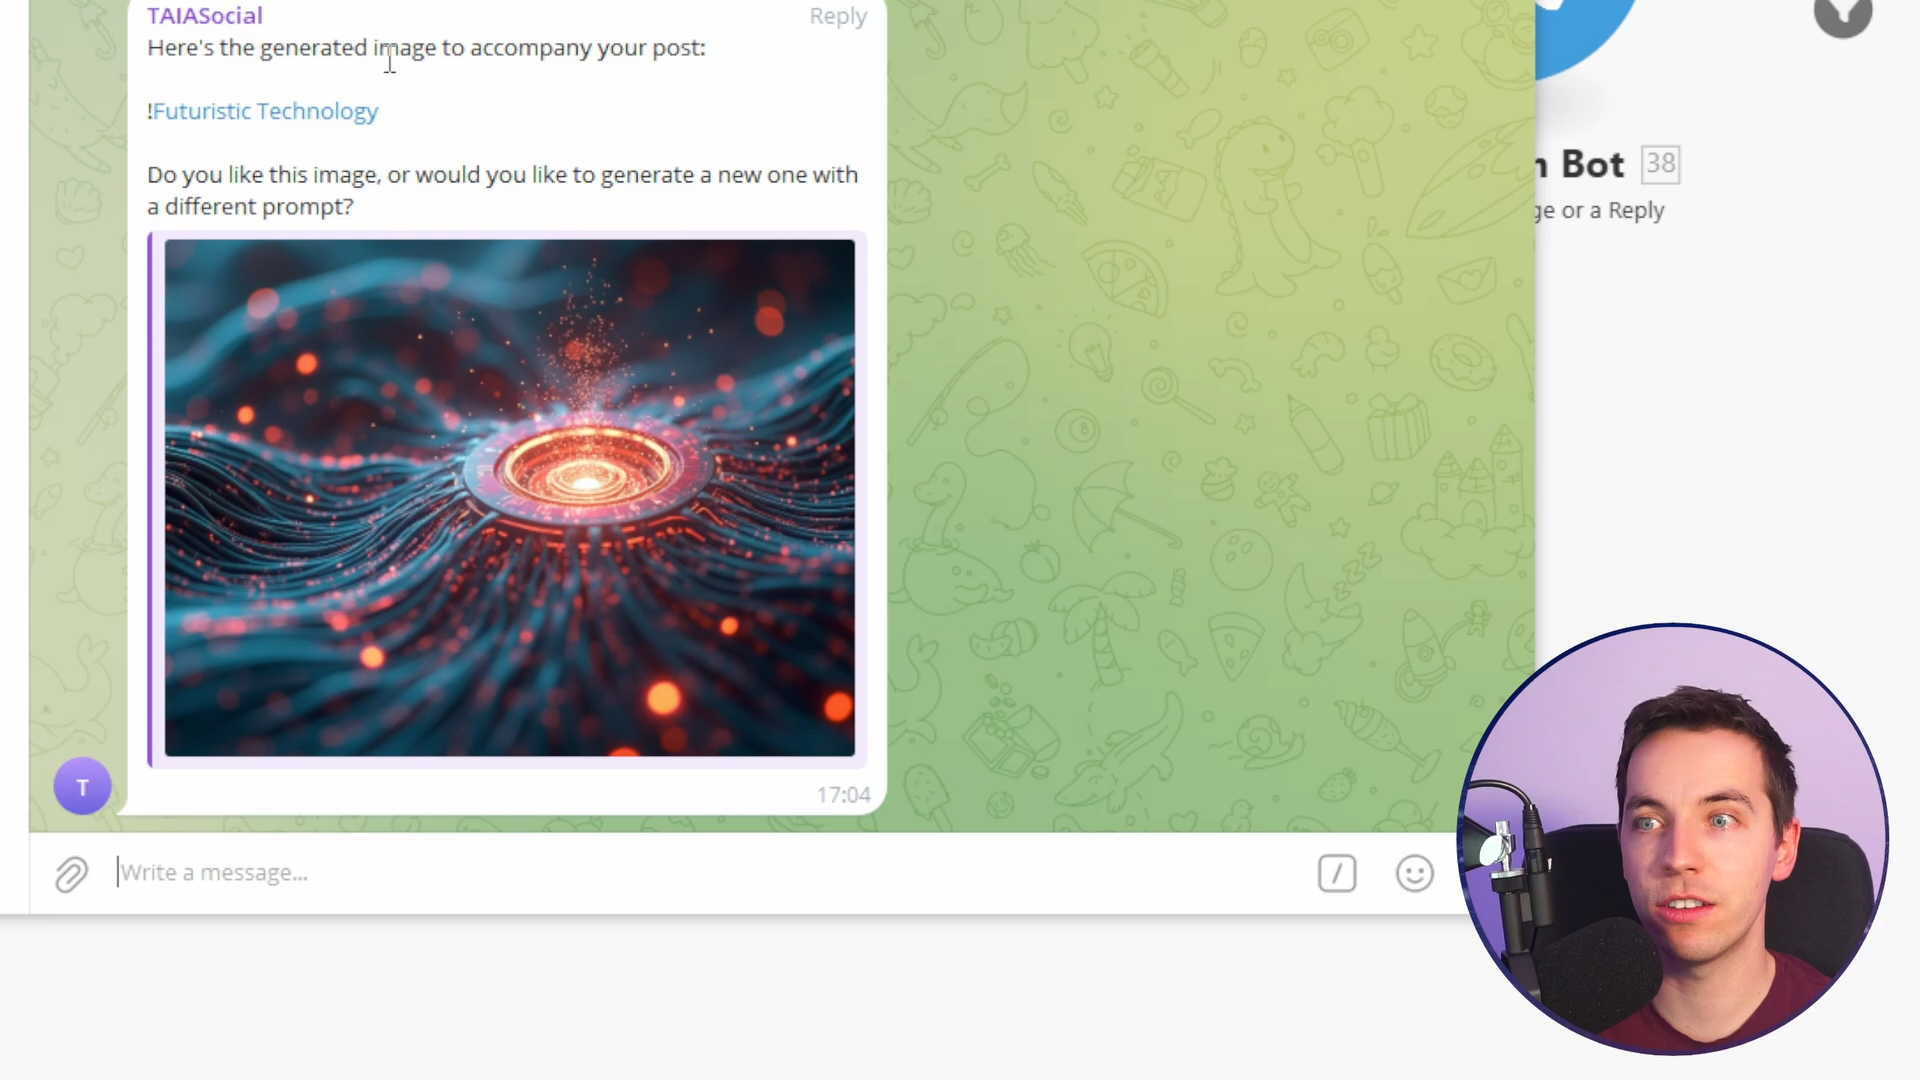 TAIASocial
Reply
Here's the generated image to accompany your post:
!Futuristic Technology
Do you like this image, or would you like to generate a new one with
a different prompt?
17:04
T
Write a message...
Bot 38
or a Reply